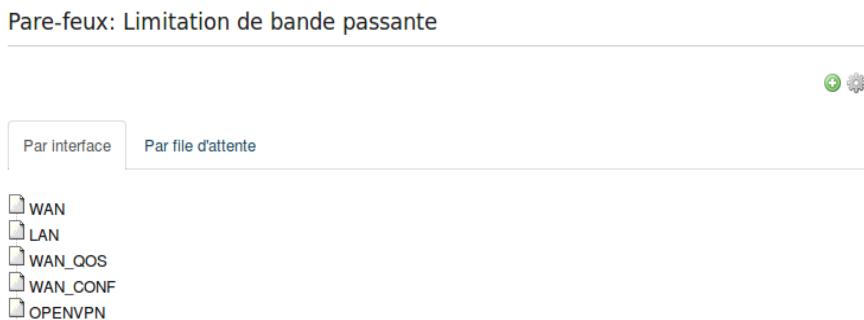 Pare-feux: Limitation de bande passante
Par interface
Par file d'attente
WAN
LAN
WAN_QOS
WAN_CONF
OPENVPN